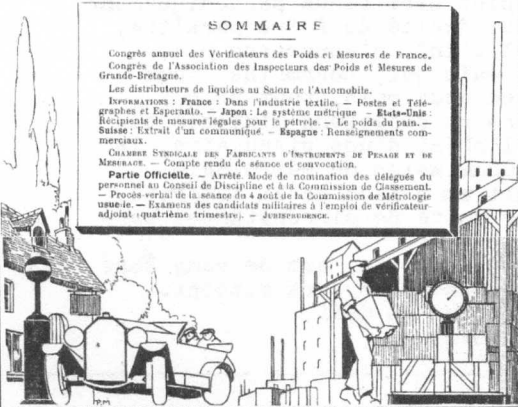 SOMMAIRE
Congrès annuel des Vérificateurs des Poids et Mesures de France.
Congrès de l'Association des Inspecteurs des Poids et Mesures de
Grande-Bretagne.
Les distributeurs de liquides au Salon de l'Automobile.
INFORMATIONS : France : Dans l'industrie textile. — Postes et Télé-
graphes et Esperanto. — Japon : Le système métrique — Etats-Unis :
Récipients de mesures légales pour le pétrole. — Le poids du pain. —
Suisse : Extrait d'un communiqué. — Espagne : Renseignements com-
merciaux.
CHAMBRE SYNDICALE DES FABRICANTS D'INSTRUMENTS DE PESAGE ET DE
MESURAGE. — Compte rendu de séance et convocation.
Partie Officielle. — Arrêté. Mode de nomination des délégués du
personnel au Conseil de Discipline et à la Commission de Classement.
— Procès-verbal de la séance du 4 août de la Commission de Métrologie
usuelle. — Examens des candidats militaires à l'emploi de vérificateur-
adjoint (quatrième trimestre). — JURISPRUDENCE.
P.M